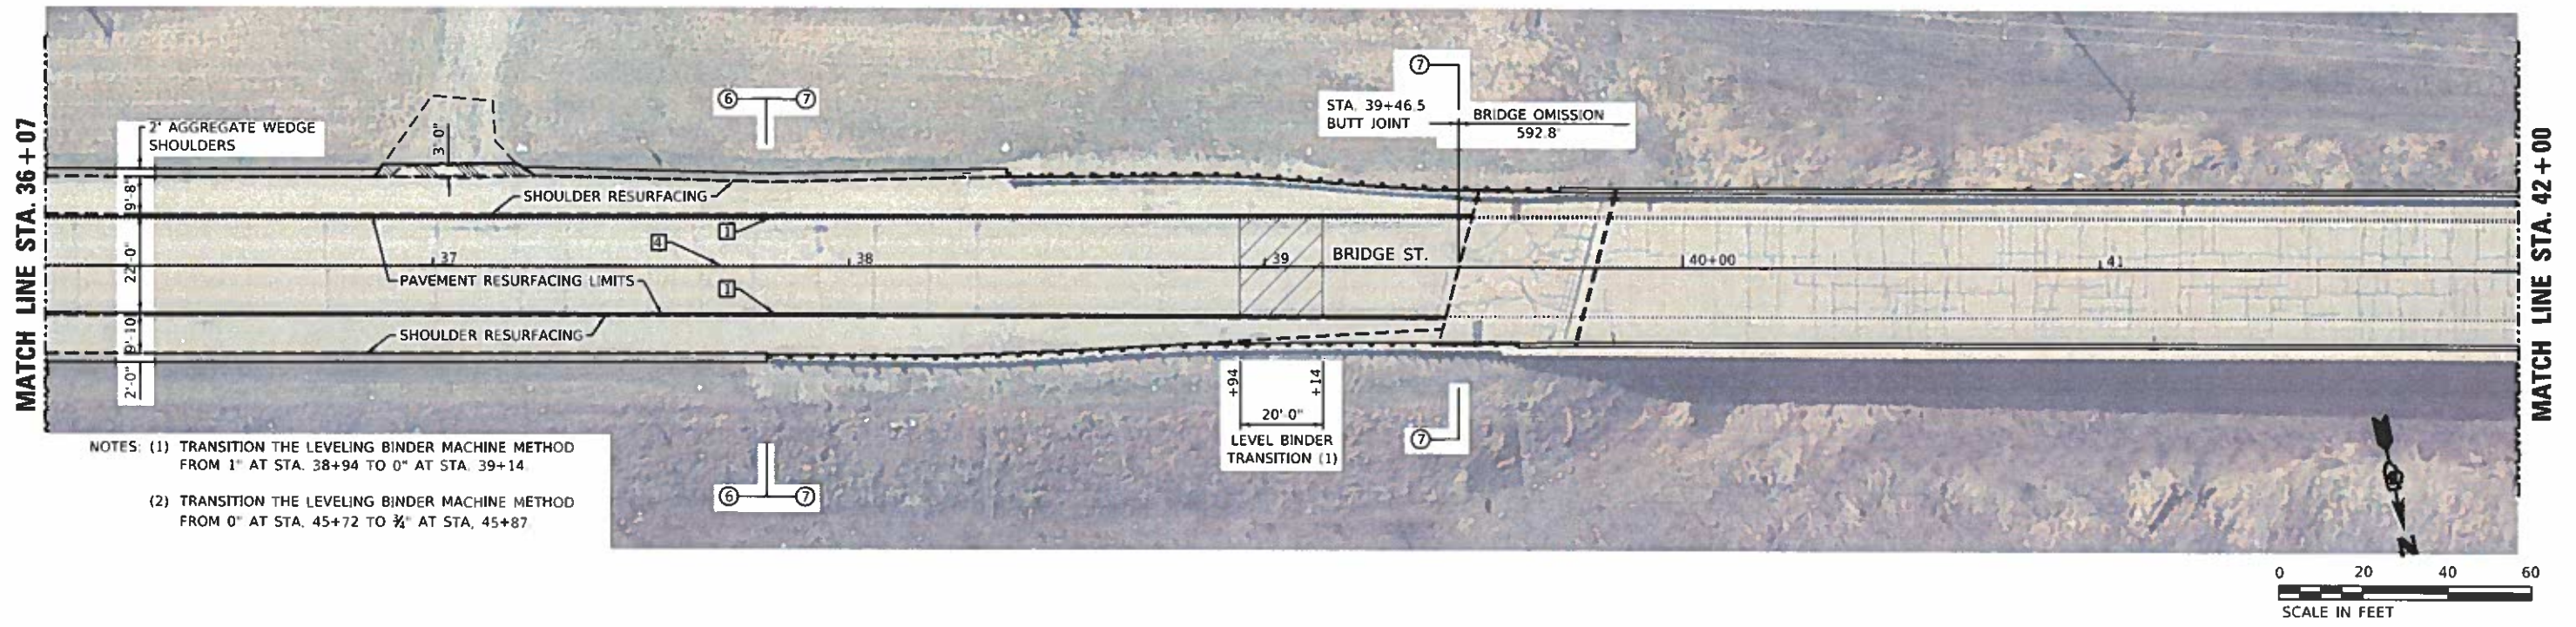 MATCH LINE STA. 36+07
2' AGGREGATE WEDGE
SHOULDERS
3'-0"
6 7
7
STA. 39+46.5
BUTT JOINT
BRIDGE OMISSION
592.8'
9'-8"
SHOULDER RESURFACING
1
4
37
38
39
BRIDGE ST.
40+00
41
22'-0"
PAVEMENT RESURFACING LIMITS
1
9'-10"
SHOULDER RESURFACING
2'-0"
+94
+14
20'-0"
LEVEL BINDER
TRANSITION (1)
7
6 7
MATCH LINE STA. 42+00
NOTES: (1) TRANSITION THE LEVELING BINDER MACHINE METHOD
FROM 1" AT STA. 38+94 TO 0" AT STA. 39+14.
(2) TRANSITION THE LEVELING BINDER MACHINE METHOD
FROM 0" AT STA. 45+72 TO ¾" AT STA. 45+87.
N
0 20 40 60
SCALE IN FEET